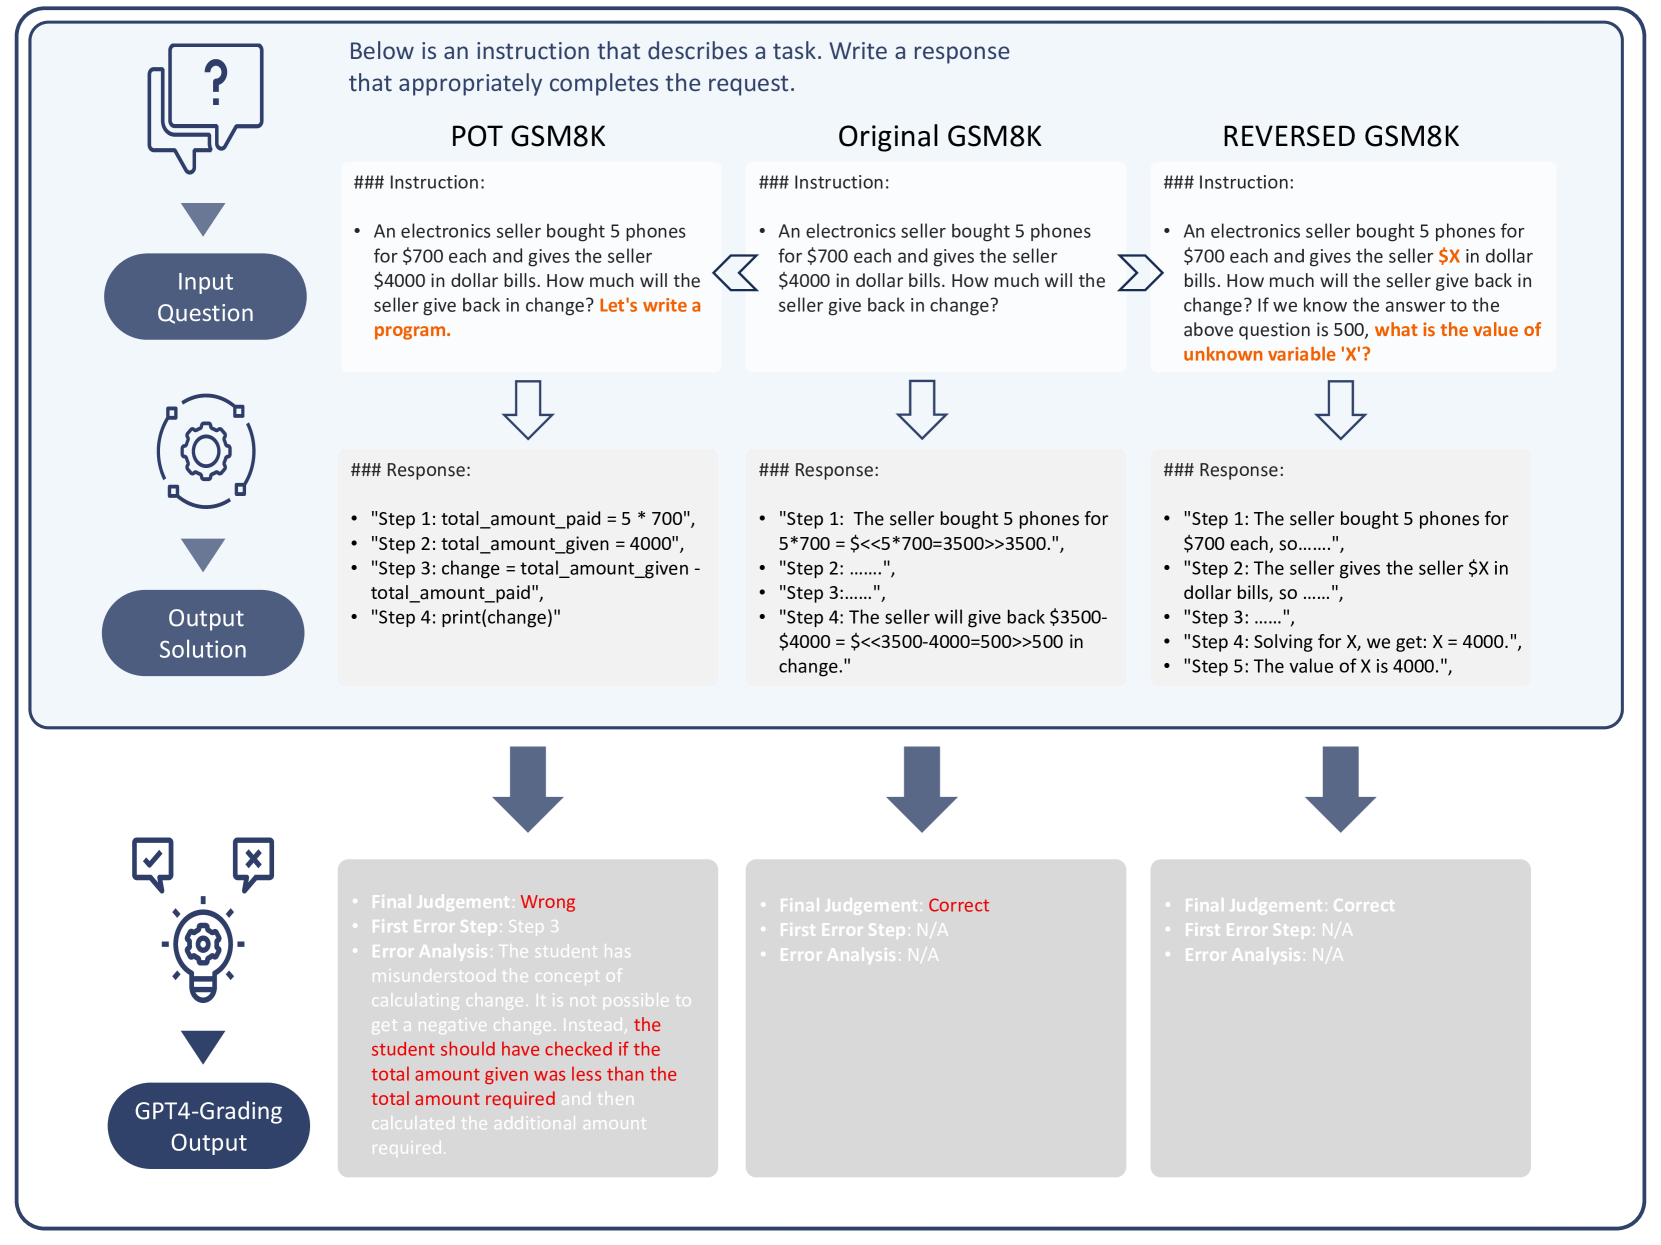 Below is an instruction that describes a task. Write a response
that appropriately completes the request.
?
Input
Question
POT GSM8K
### Instruction:
• An electronics seller bought 5 phones
for $700 each and gives the seller
$4000 in dollar bills. How much will the
seller give back in change? Let's write a
program.
Original GSM8K
### Instruction:
• An electronics seller bought 5 phones
for $700 each and gives the seller
$4000 in dollar bills. How much will the
seller give back in change?
REVERSED GSM8K
### Instruction:
• An electronics seller bought 5 phones for
$700 each and gives the seller $X in dollar
bills. How much will the seller give back in
change? If we know the answer to the
above question is 500, what is the value of
unknown variable 'X'?
Output
Solution
### Response:
• "Step 1: total_amount_paid = 5 * 700",
• "Step 2: total_amount_given = 4000",
• "Step 3: change = total_amount_given -
total_amount_paid",
• "Step 4: print(change)"
### Response:
• "Step 1:  The seller bought 5 phones for
5*700 = $<<5*700=3500>>3500.",
• "Step 2: .......",
• "Step 3:......",
• "Step 4: The seller will give back $3500-
$4000 = $<<3500-4000=500>>500 in
change."
### Response:
• "Step 1: The seller bought 5 phones for
$700 each, so.......",
• "Step 2: The seller gives the seller $X in
dollar bills, so ......",
• "Step 3: ......",
• "Step 4: Solving for X, we get: X = 4000.",
• "Step 5: The value of X is 4000.",
GPT4-Grading
Output
• Final Judgement: Wrong
• First Error Step: Step 3
• Error Analysis: The student has
misunderstood the concept of
calculating change. It is not possible to
get a negative change. Instead, the
student should have checked if the
total amount given was less than the
total amount required and then
calculated the additional amount
required.
• Final Judgement: Correct
• First Error Step: N/A
• Error Analysis: N/A
• Final Judgement: Correct
• First Error Step: N/A
• Error Analysis: N/A